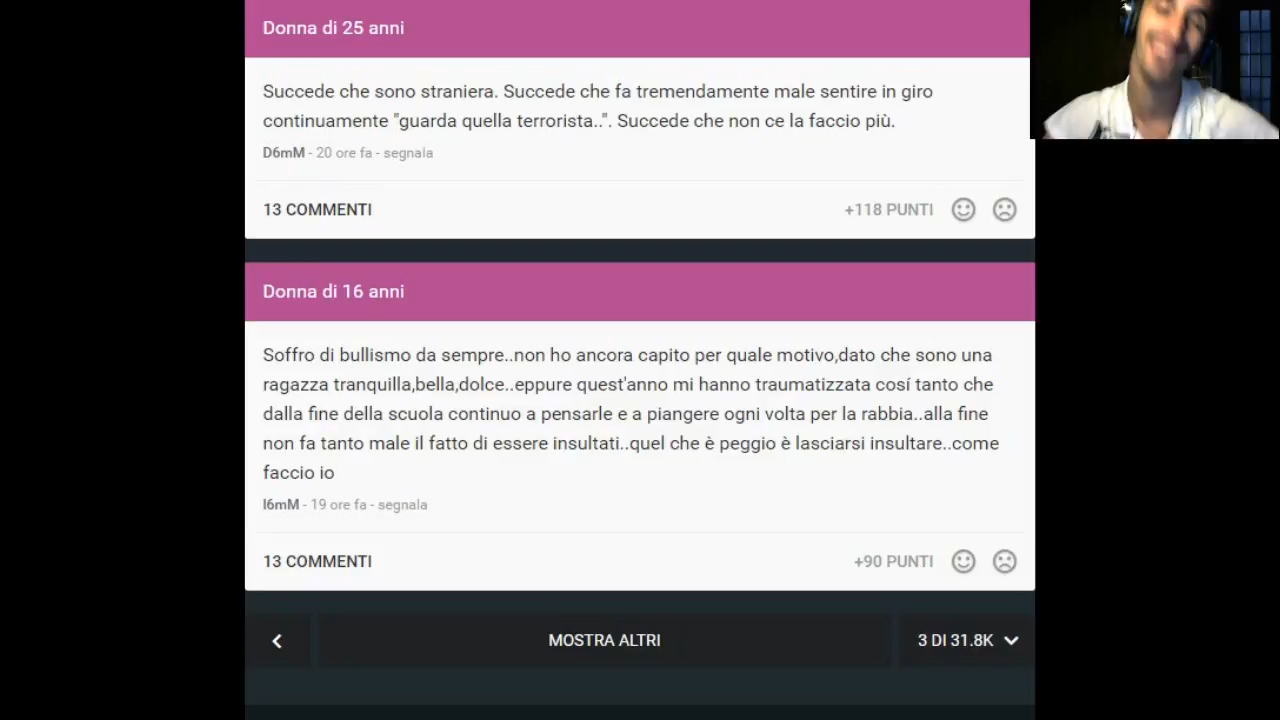 Donna di 25 anni
Succede che sono straniera. Succede che fa tremendamente male sentire in giro
continuamente "guarda quella terrorista..". Succede che non ce la faccio più.
D6mM - 20 ore fa - segnala
13 COMMENTI
+118 PUNTI
Donna di 16 anni
Soffro di bullismo da sempre..non ho ancora capito per quale motivo,dato che sono una
ragazza tranquilla,bella,dolce..eppure quest'anno mi hanno traumatizzata cosí tanto che
dalla fine della scuola continuo a pensarle e a piangere ogni volta per la rabbia..alla fine
non fa tanto male il fatto di essere insultati..quel che è peggio è lasciarsi insultare..come
faccio io
I6mM - 19 ore fa - segnala
13 COMMENTI
+90 PUNTI
MOSTRA ALTRI
3 DI 31.8K